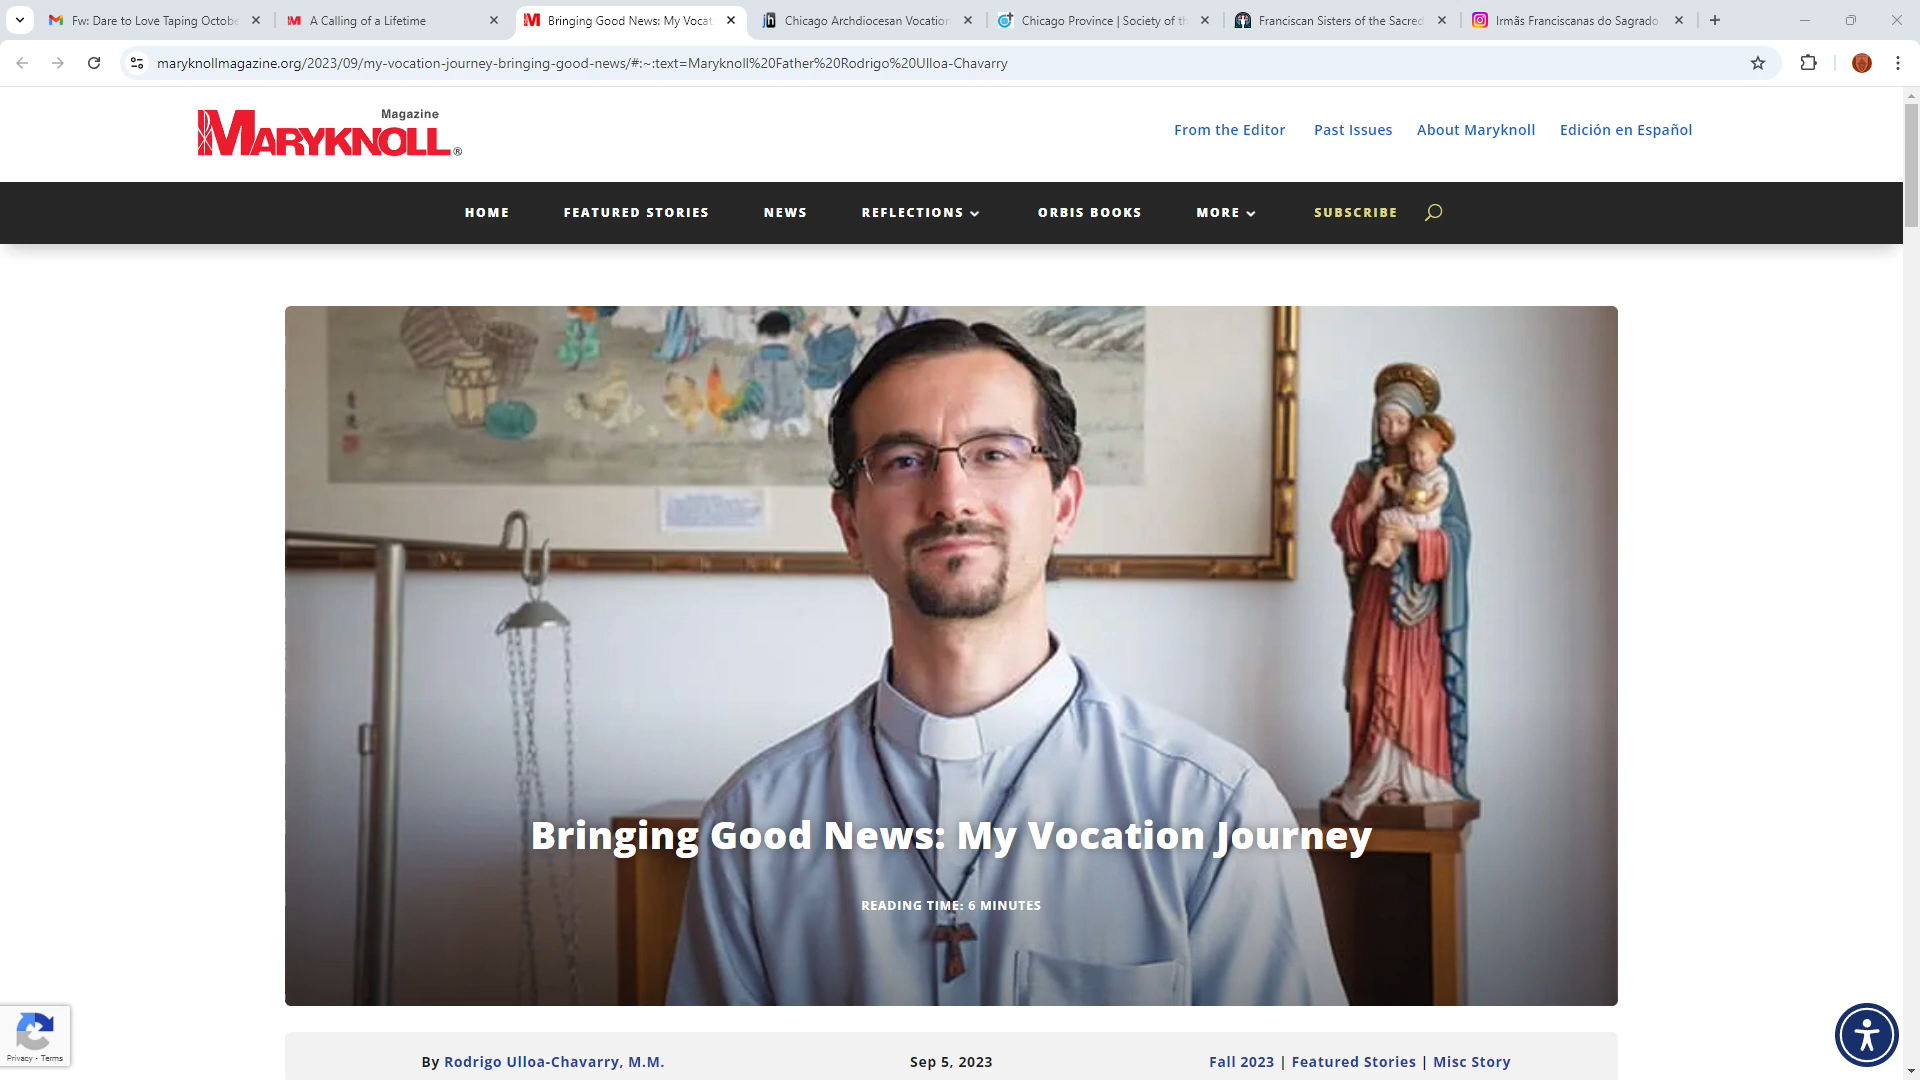 Fw: Dare to Love Taping Octobe
A Calling of a Lifetime
Bringing Good News: My Vocat
Chicago Archdiocesan Vocation
Chicago Province | Society of th
Franciscan Sisters of the Sacred
Irmãs Franciscanas do Sagrado
maryknollmagazine.org/2023/09/my-vocation-journey-bringing-good-news/#:~:text=Maryknoll%20Father%20Rodrigo%20Ulloa-Chavarry
Magazine
MARYKNOLL®
From the Editor Past Issues About Maryknoll Edición en Español
HOME FEATURED STORIES NEWS REFLECTIONS ORBIS BOOKS MORE SUBSCRIBE
Bringing Good News: My Vocation Journey
READING TIME: 6 MINUTES
Privacy - Terms
By Rodrigo Ulloa-Chavarry, M.M. Sep 5, 2023 Fall 2023 | Featured Stories | Misc Story